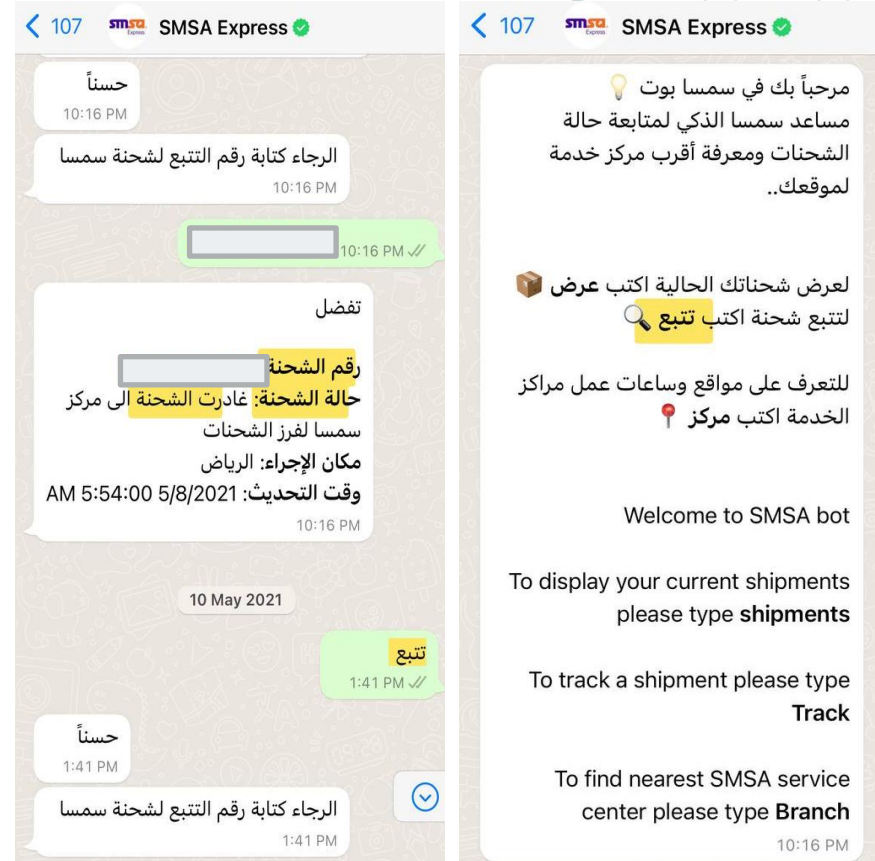 107
smsa
Express
SMSA Express
حسناً
10:16 PM
الرجاء كتابة رقم التتبع لشحنة سمسا
10:16 PM
10:16 PM
تفضل
رقم الشحنة
حالة الشحنة: غادرت الشحنة الى مركز
سمسا لفرز الشحنات
مكان الإجراء: الرياض
وقت التحديث: 5/8/2021 5:54:00 AM
10:16 PM
10 May 2021
تتبع
1:41 PM
حسناً
1:41 PM
الرجاء كتابة رقم التتبع لشحنة سمسا
1:41 PM
107
smsa
Express
SMSA Express
مرحباً بك في سمسا بوت 💡
مساعد سمسا الذكي لمتابعة حالة
الشحنات ومعرفة أقرب مركز خدمة
لموقعك..
لعرض شحناتك الحالية اكتب عرض 📦
لتتبع شحنة اكتب تتبع 🔍
للتعرف على مواقع وساعات عمل مراكز
الخدمة اكتب مركز 📍
Welcome to SMSA bot
To display your current shipments
please type shipments
To track a shipment please type
Track
To find nearest SMSA service
center please type Branch
10:16 PM